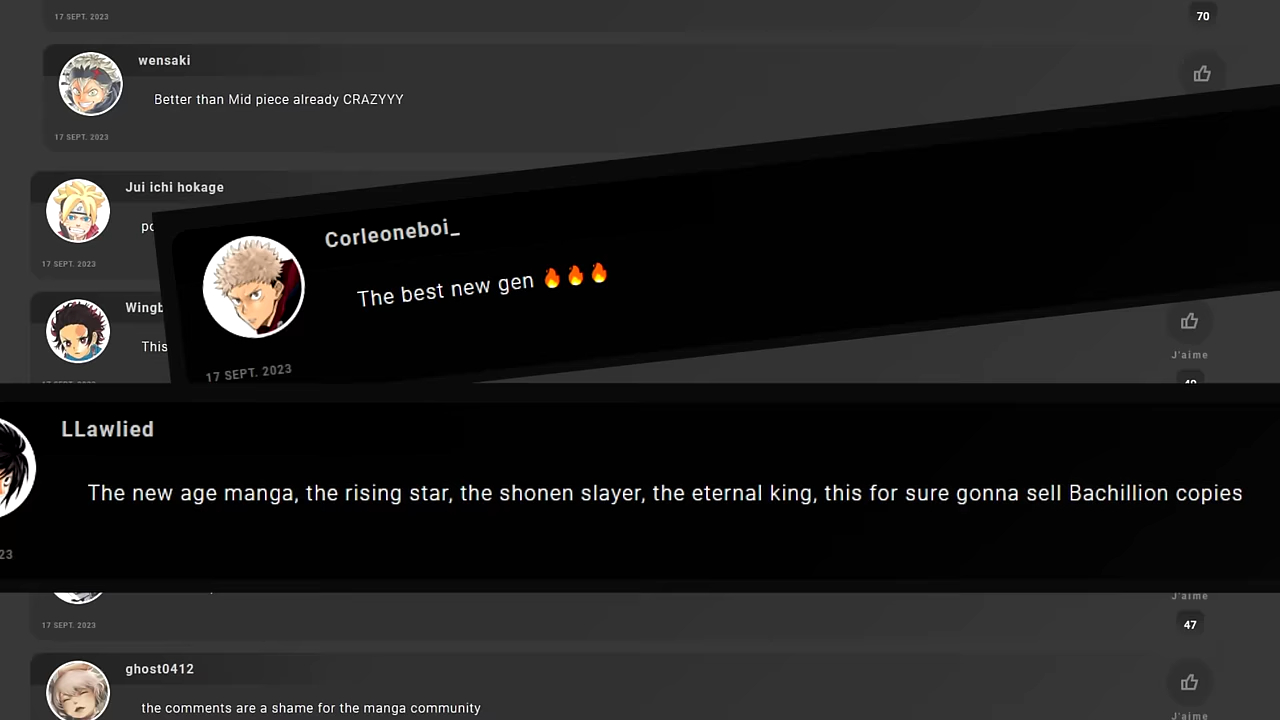 17 SEPT. 2023
70
wensaki
Better than Mid piece already CRAZYYY
17 SEPT. 2023
Jui ichi hokage
17 SEPT. 2023
Corleoneboi_
The best new gen 🔥🔥🔥
17 SEPT. 2023
This
J'aime
LLawlied
The new age manga, the rising star, the shonen slayer, the eternal king, this for sure gonna sell Bachillion copies
23
J'aime
17 SEPT. 2023
47
ghost0412
the comments are a shame for the manga community
J'aime